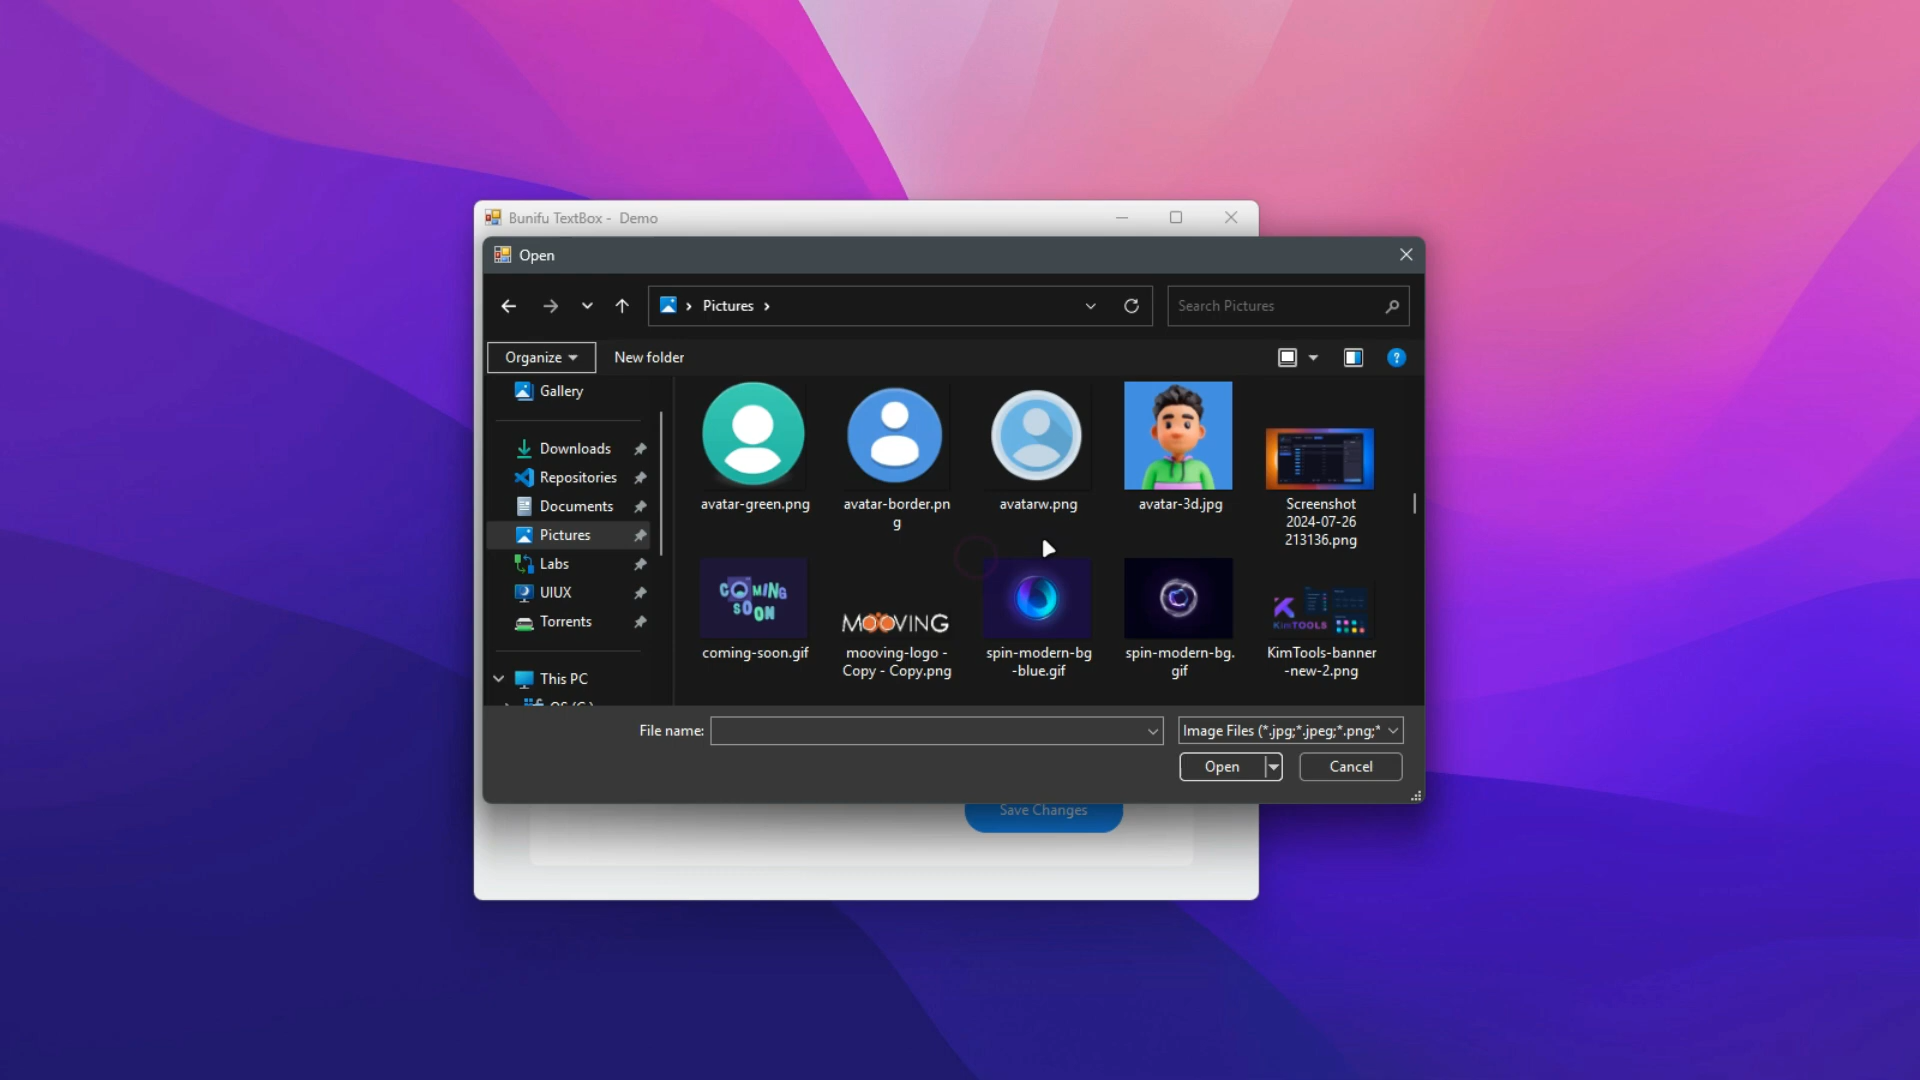 Bunifu TextBox -  Demo
Open
Pictures
Search Pictures
Organize
New folder
Gallery
Downloads
Repositories
Documents
Pictures
Labs
UIUX
Torrents
This PC
avatar-green.png
avatar-border.pn
g
avatarw.png
avatar-3d.jpg
Screenshot
2024-07-26
213136.png
COMING
SOON
MOOVING
KimTOOLS
coming-soon.gif
mooving-logo -
Copy - Copy.png
spin-modern-bg
-blue.gif
spin-modern-bg.
gif
KimTools-banner
-new-2.png
File name:
Image Files (*.jpg;*.jpeg;*.png;*
Open
Cancel
Save Changes